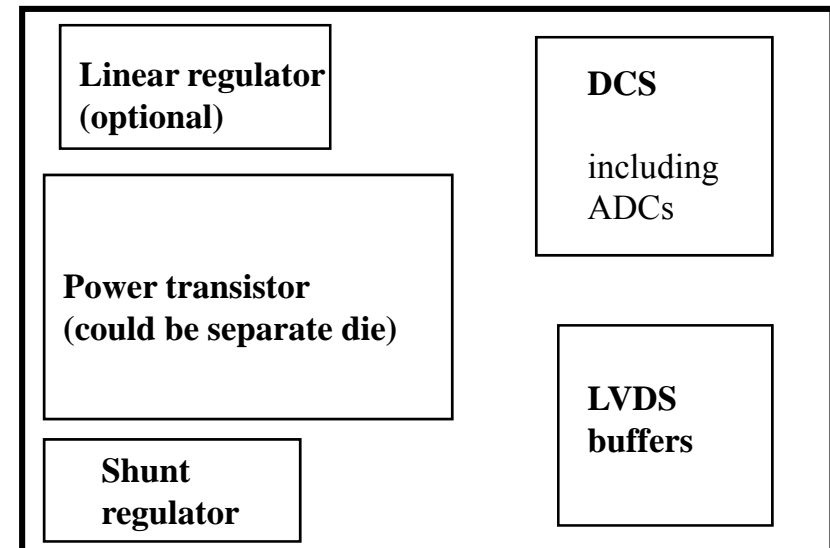 Linear regulator
(optional)
DCS
including
ADCs
Power transistor
(could be separate die)
LVDS
buffers
Shunt
regulator